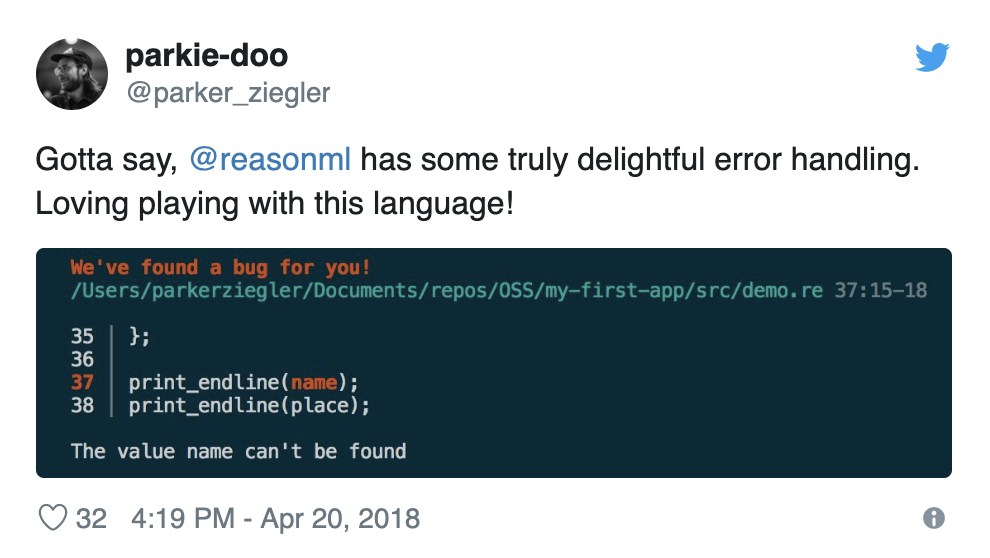 parkie-doo
@parker_ziegler
Gotta say, @reasonml has some truly delightful error handling.
Loving playing with this language!
We've found a bug for you!
/Users/parkerziegler/Documents/repos/OSS/my-first-app/src/demo.re 37:15-18
35 };
36
37 print_endline(name);
38 print_endline(place);
The value name can't be found
32 4:19 PM - Apr 20, 2018